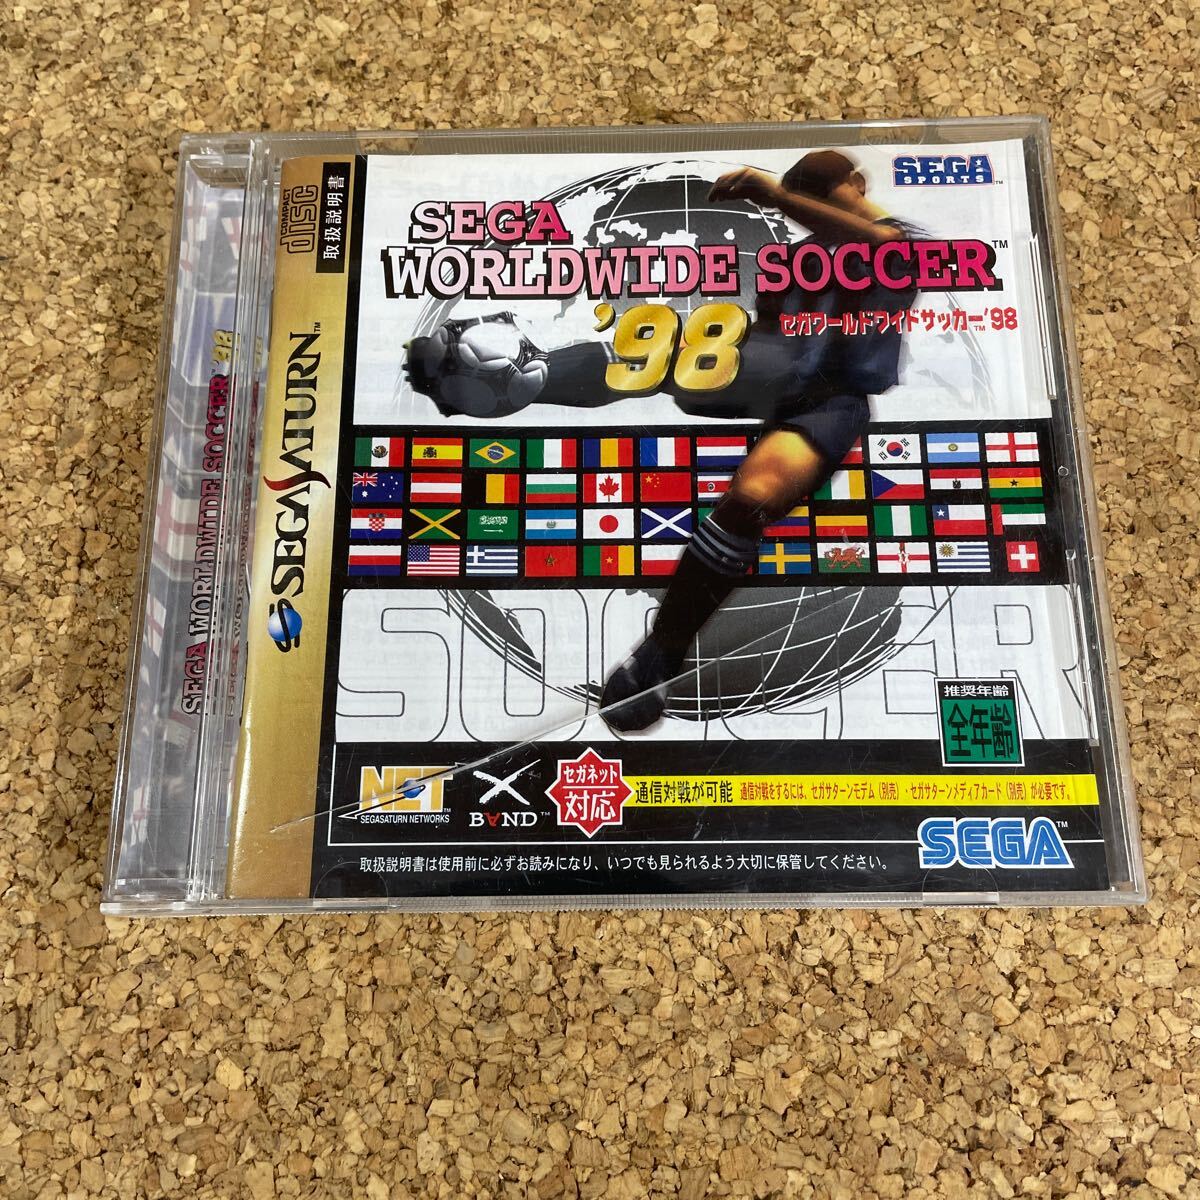 COMPACT
disc
取扱説明書
SEGA
SPORTS™
SEGA
WORLDWIDE SOCCER™
'98
セガワールドワイドサッカー™'98
SEGA SATURN™
SEGA WORLDWIDE SOCCER '98
SOCCER
推奨年齢
全年齢
NET™
SEGASATURN NETWORKS
X
BAND™
セガネット
対応
通信対戦が可能 通信対戦をするには、セガサターンモデム(別売)・セガサターンメディアカード(別売)が必要です。
SEGA™
取扱説明書は使用前に必ずお読みになり、いつでも見られるよう大切に保管してください。